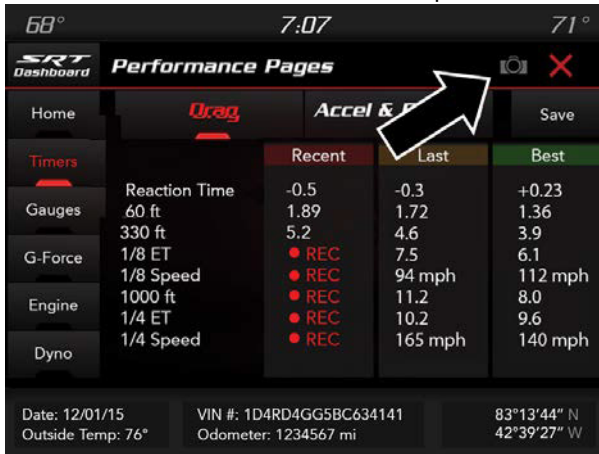 68° 7:07 71°
SRT
Dashboard
Performance Pages
Home Drag Accel & Save
Timers Recent Last Best
Reaction Time -0.5 -0.3 +0.23
Gauges 60 ft 1.89 1.72 1.36
330 ft 5.2 4.6 3.9
G-Force 1/8 ET REC 7.5 6.1
1/8 Speed REC 94 mph 112 mph
Engine 1000 ft REC 11.2 8.0
1/4 ET REC 10.2 9.6
Dyno 1/4 Speed REC 165 mph 140 mph
Date: 12/01/15 VIN #: 1D4RD4GG5BC634141 83°13'44" N
Outside Temp: 76° Odometer: 1234567 mi 42°39'27" W